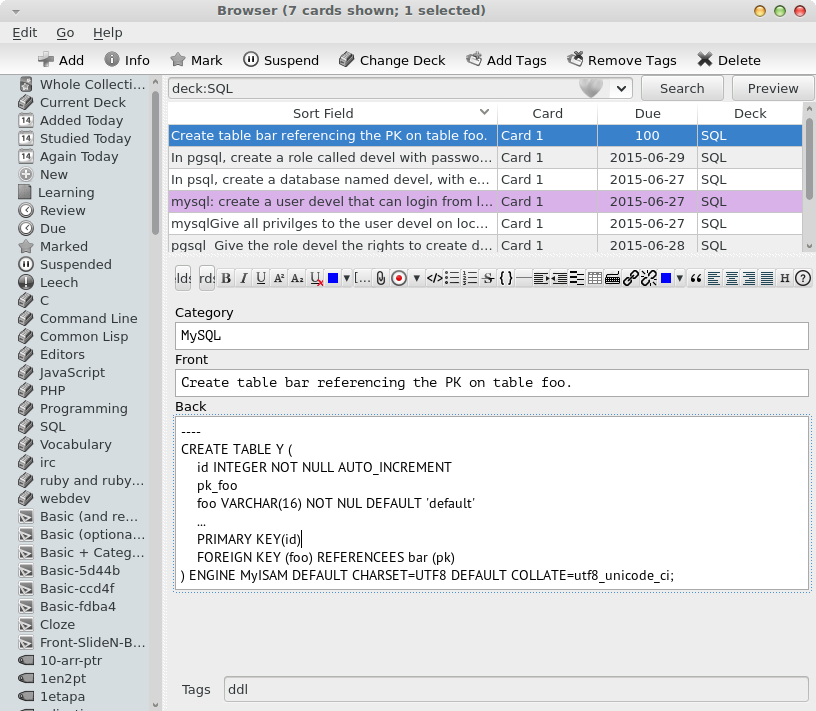 Browser (7 cards shown; 1 selected)
Edit Go Help
Add Info Mark Suspend Change Deck Add Tags Remove Tags Delete
Whole Collecti...
Current Deck
Added Today
Studied Today
Again Today
New
Learning
Review
Due
Marked
Suspended
Leech
C
Command Line
Common Lisp
Editors
JavaScript
PHP
Programming
SQL
Vocabulary
irc
ruby and ruby...
webdev
Basic (and re...
Basic (optiona...
Basic + Categ...
Basic-5d44b
Basic-ccd4f
Basic-fdba4
Cloze
Front-SlideN-B...
10-arr-ptr
1en2pt
1etapa
deck:SQL Search Preview
Sort Field Card Due Deck
Create table bar referencing the PK on table foo. Card 1 100 SQL
In pgsql, create a role called devel with passwo... Card 1 2015-06-29 SQL
In psql, create a database named devel, with e... Card 1 2015-06-27 SQL
mysql: create a user devel that can login from l... Card 1 2015-06-27 SQL
mysqlGive all privilges to the user devel on loc... Card 1 2015-06-27 SQL
pgsql Give the role devel the rights to create d... Card 1 2015-06-28 SQL
Category
MySQL
Front
Create table bar referencing the PK on table foo.
Back
----
CREATE TABLE Y (
id INTEGER NOT NULL AUTO_INCREMENT
pk_foo
foo VARCHAR(16) NOT NUL DEFAULT 'default'
...
PRIMARY KEY(id)
FOREIGN KEY (foo) REFERENCEES bar (pk)
) ENGINE MyISAM DEFAULT CHARSET=UTF8 DEFAULT COLLATE=utf8_unicode_ci;
Tags ddl